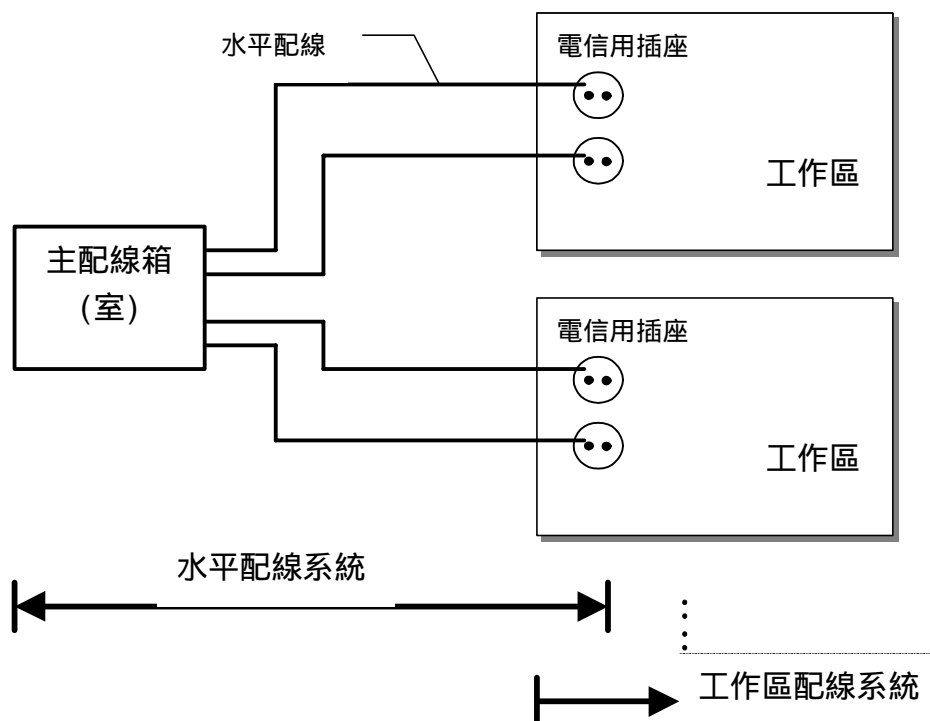 水平配線
電信用插座
工作區
主配線箱
(室)
電信用插座
工作區
水平配線系統
工作區配線系統